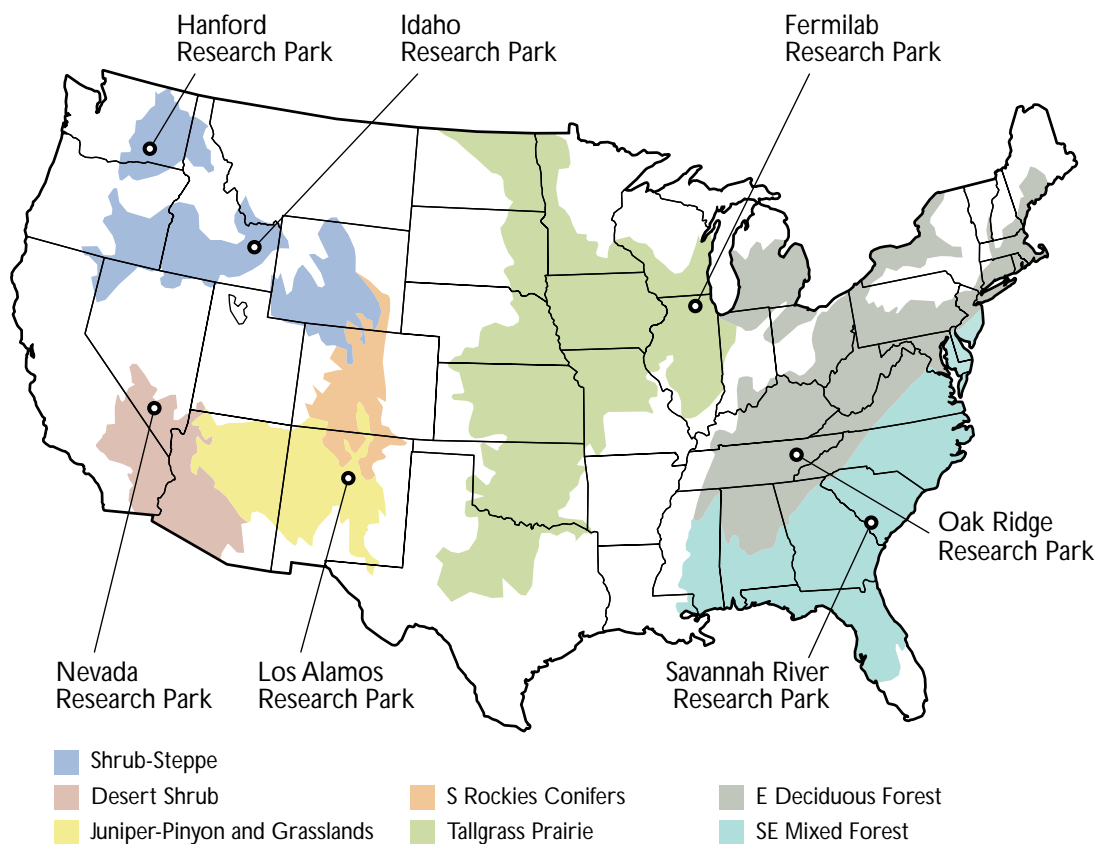 Hanford
Research Park
Idaho
Research Park
Fermilab
Research Park
Oak Ridge
Research Park
Nevada
Research Park
Los Alamos
Research Park
Savannah River
Research Park
Shrub-Steppe
Desert Shrub
Juniper-Pinyon and Grasslands
S Rockies Conifers
Tallgrass Prairie
E Deciduous Forest
SE Mixed Forest